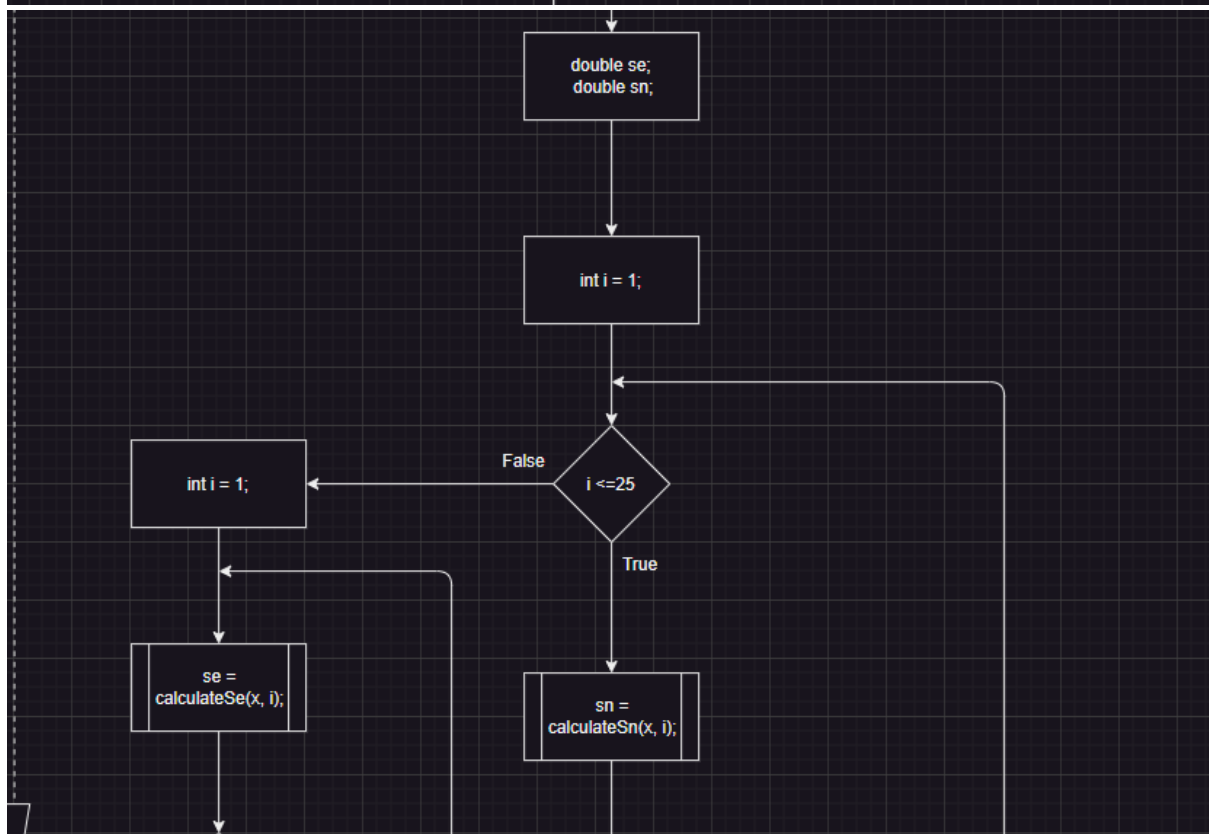 double se;
double sn;
int i = 1;
False
i <=25
int i = 1;
True
se =
calculateSe(x, i);
sn =
calculateSn(x, i);